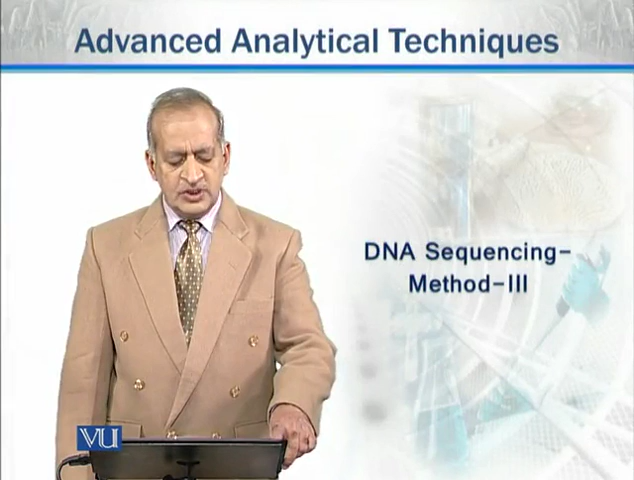 Advanced Analytical Techniques
DNA Sequencing-
Method-III
VU